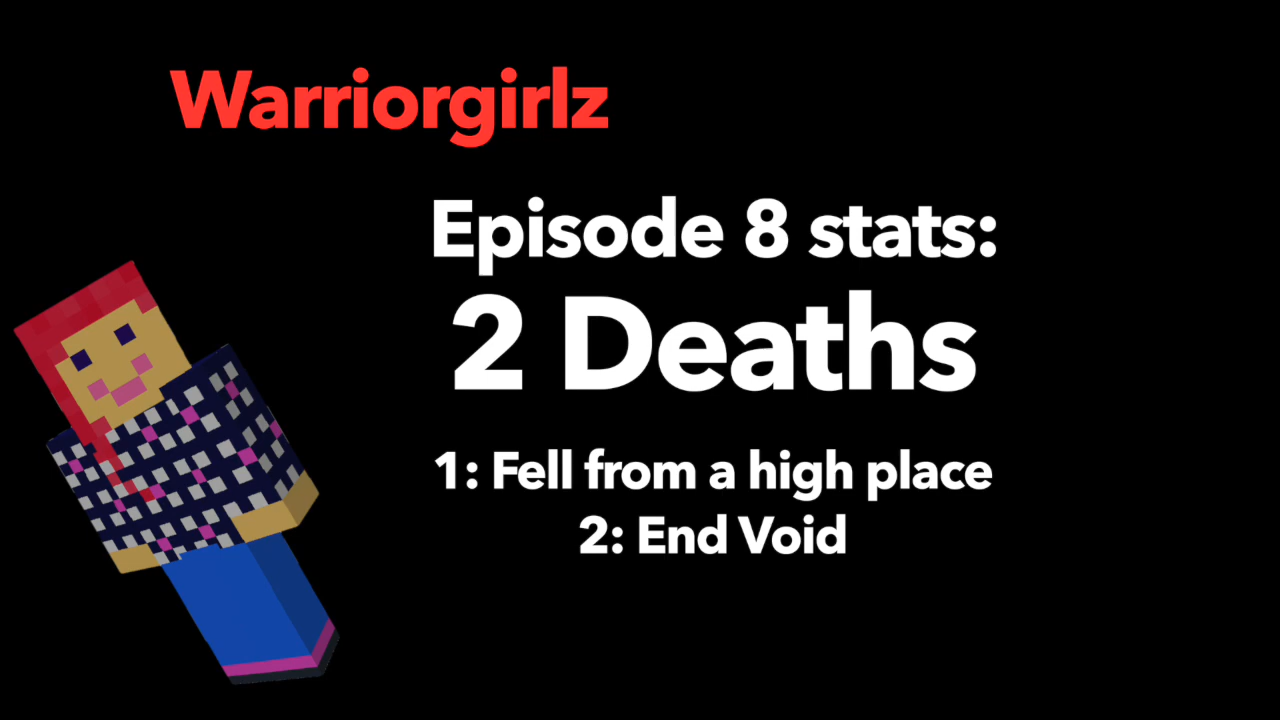 Warriorgirlz
Episode 8 stats:
2 Deaths
1: Fell from a high place
2: End Void